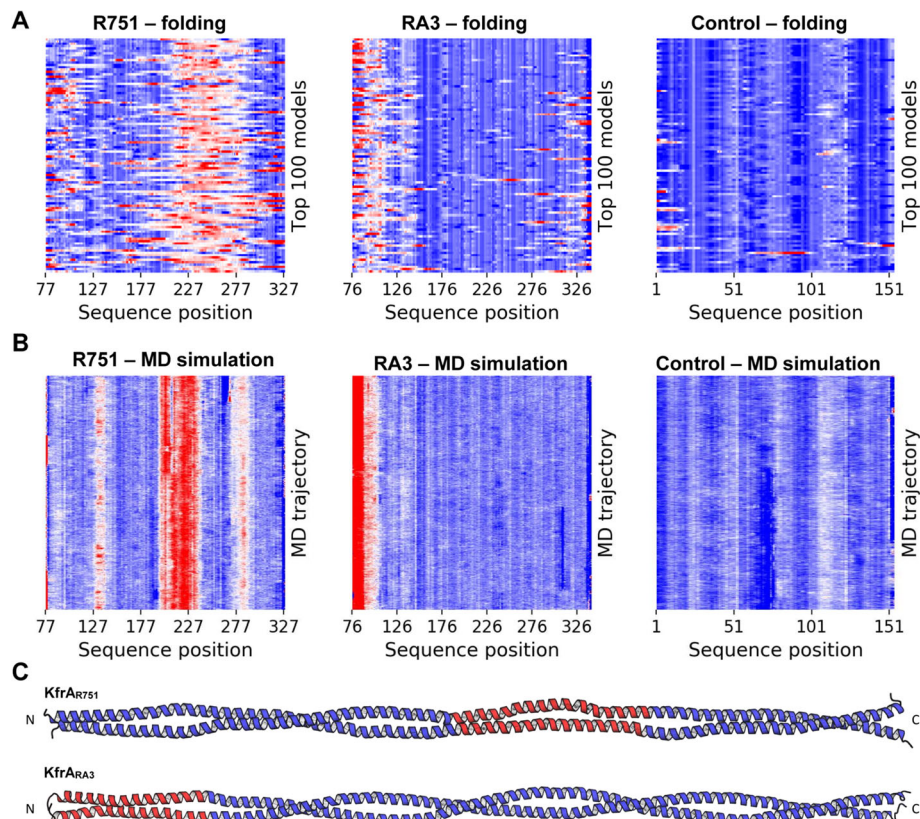 A
R751 – folding
RA3 – folding
Control – folding
Top 100 models
Top 100 models
Top 100 models
77 127 177 227 277 327
76 126 176 226 276 326
1 51 101 151
Sequence position
Sequence position
Sequence position
B
R751 – MD simulation
RA3 – MD simulation
Control – MD simulation
MD trajectory
MD trajectory
MD trajectory
77 127 177 227 277 327
76 126 176 226 276 326
1 51 101 151
Sequence position
Sequence position
Sequence position
C
KfrAR751
N
C
KfrARA3
N
C